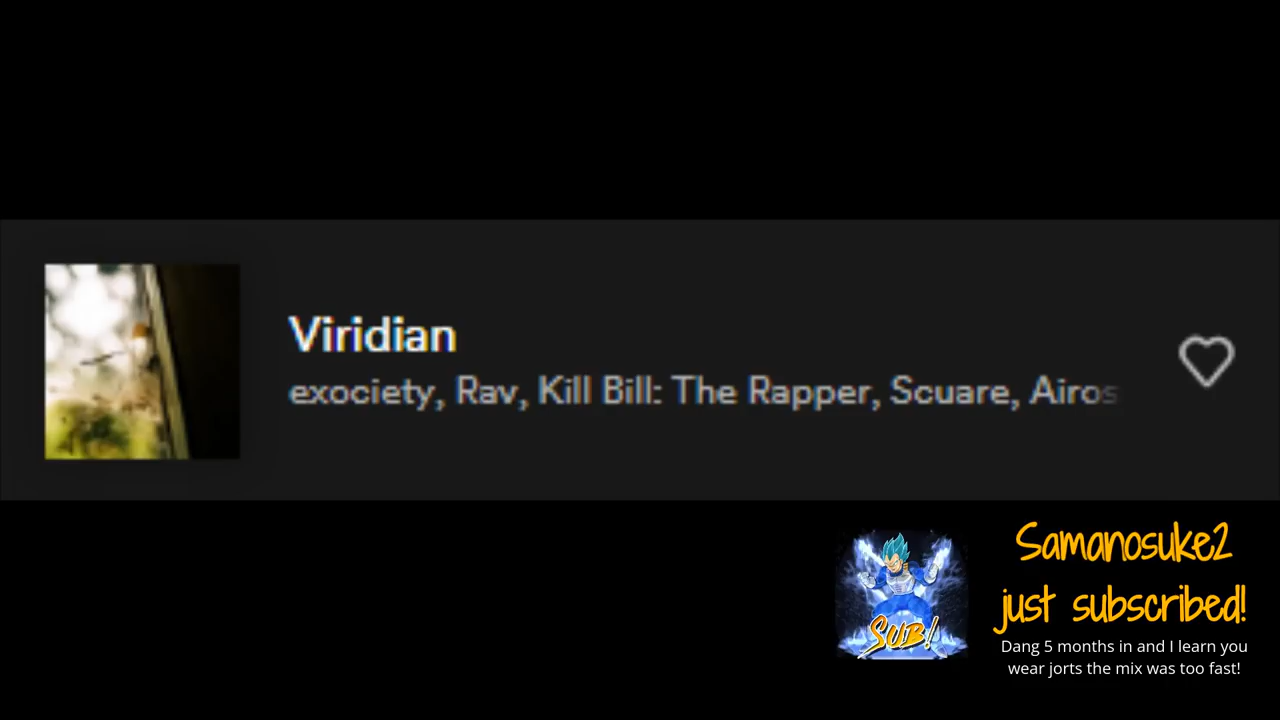 Viridian
exociety, Rav, Kill Bill: The Rapper, Scuare, Airos
Samanosuke2
just subscribed!
SUB!
Dang 5 months in and I learn you
wear jorts the mix was too fast!